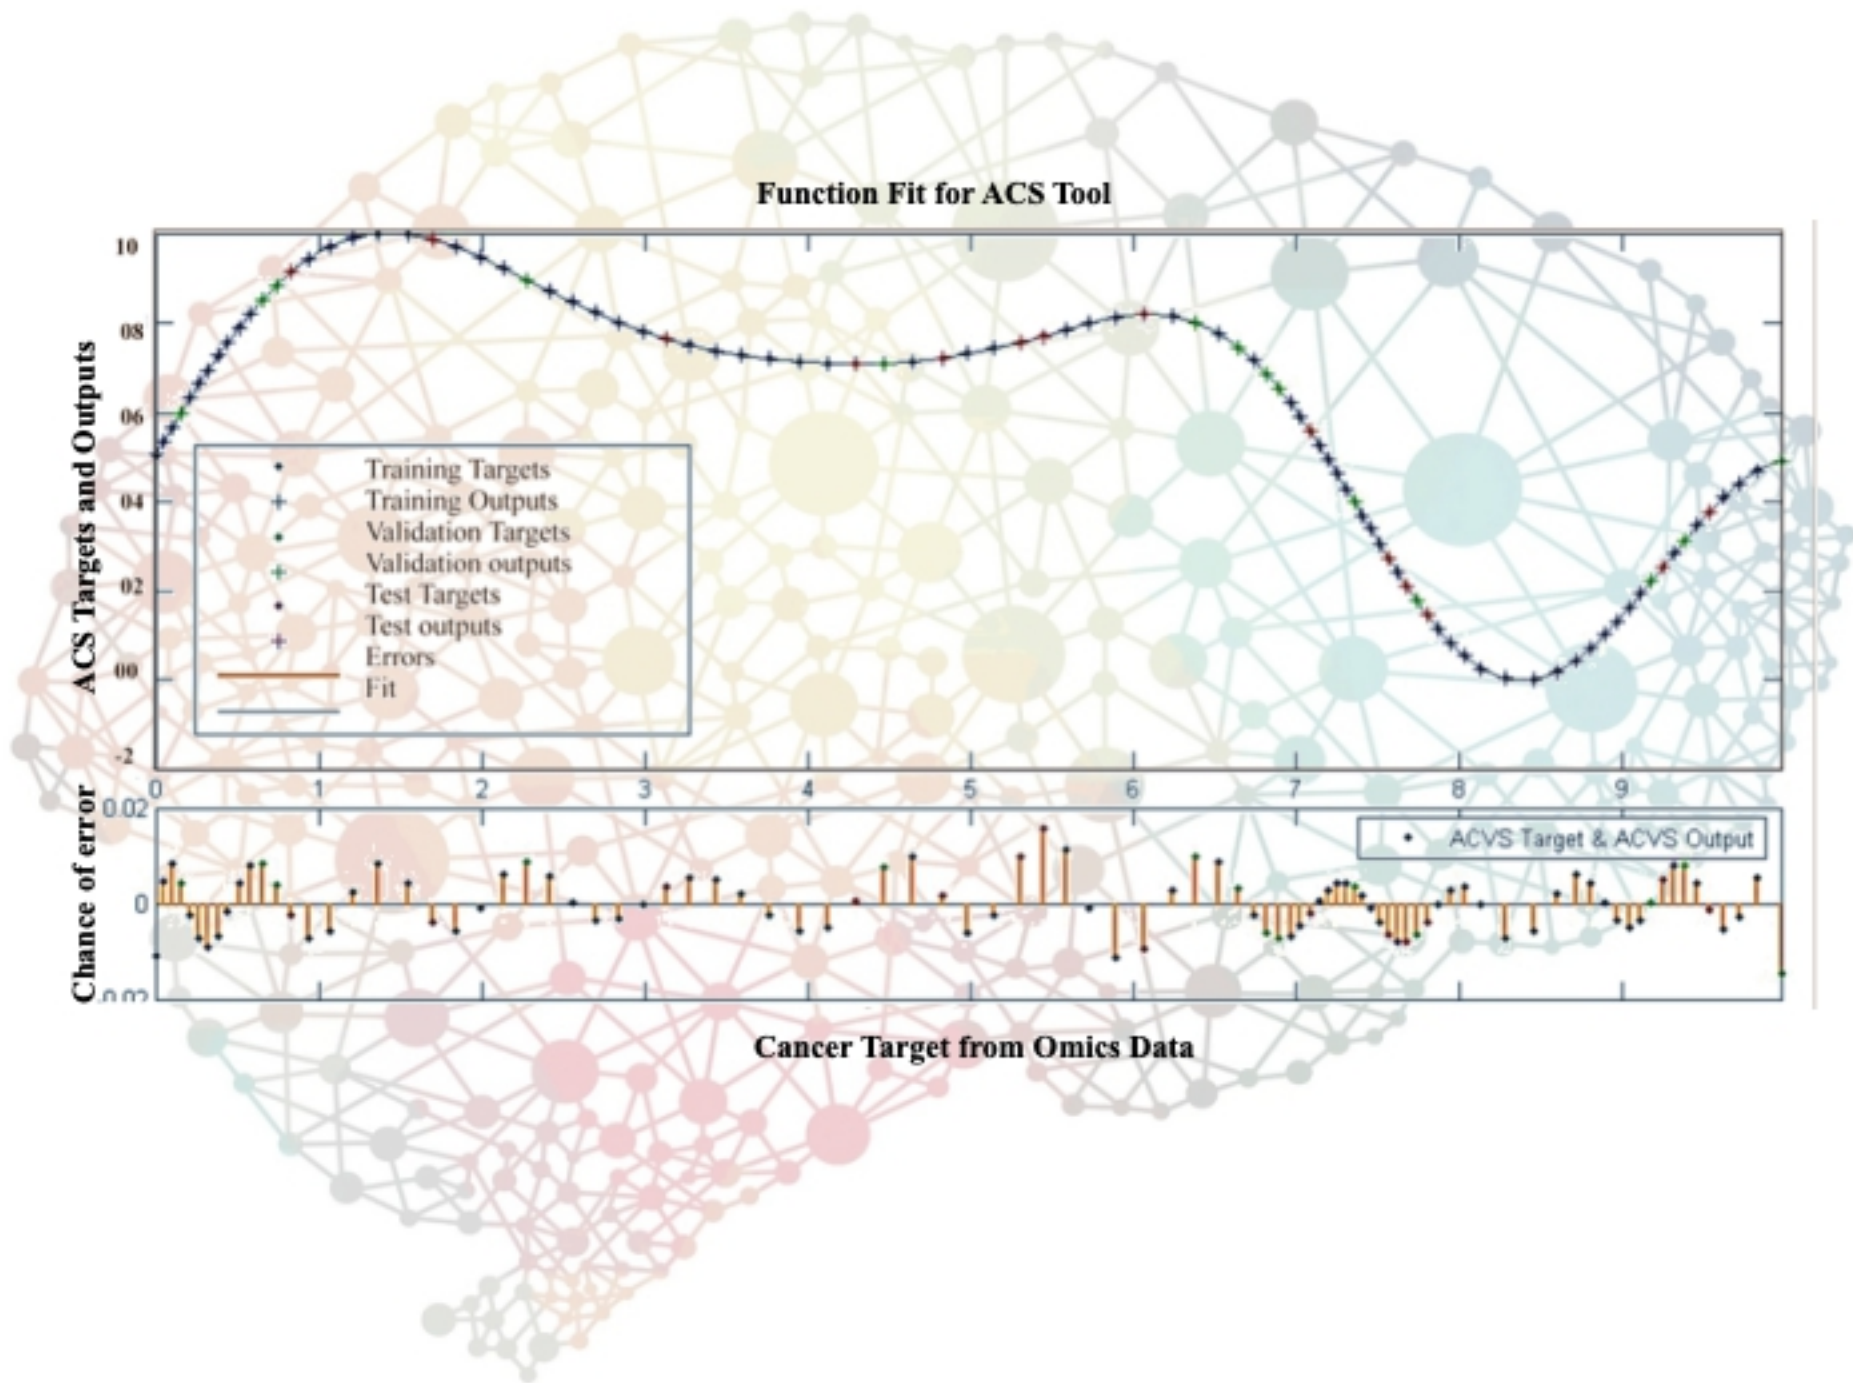 Function Fit for ACS Tool
ACS Targets and Outputs
10
08
06
04
02
00
-2
Training Targets
Training Outputs
Validation Targets
Validation outputs
Test Targets
Test outputs
Errors
Fit
0 1 2 3 4 5 6 7 8 9
Chance of error
0.02
0
ACVS Target & ACVS Output
Cancer Target from Omics Data